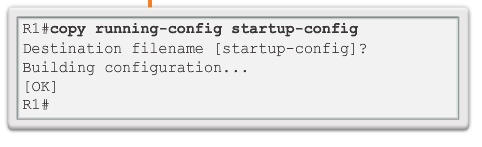 R1#copy running-config startup-config
Destination filename [startup-config]?
Building configuration...
[OK]
R1#